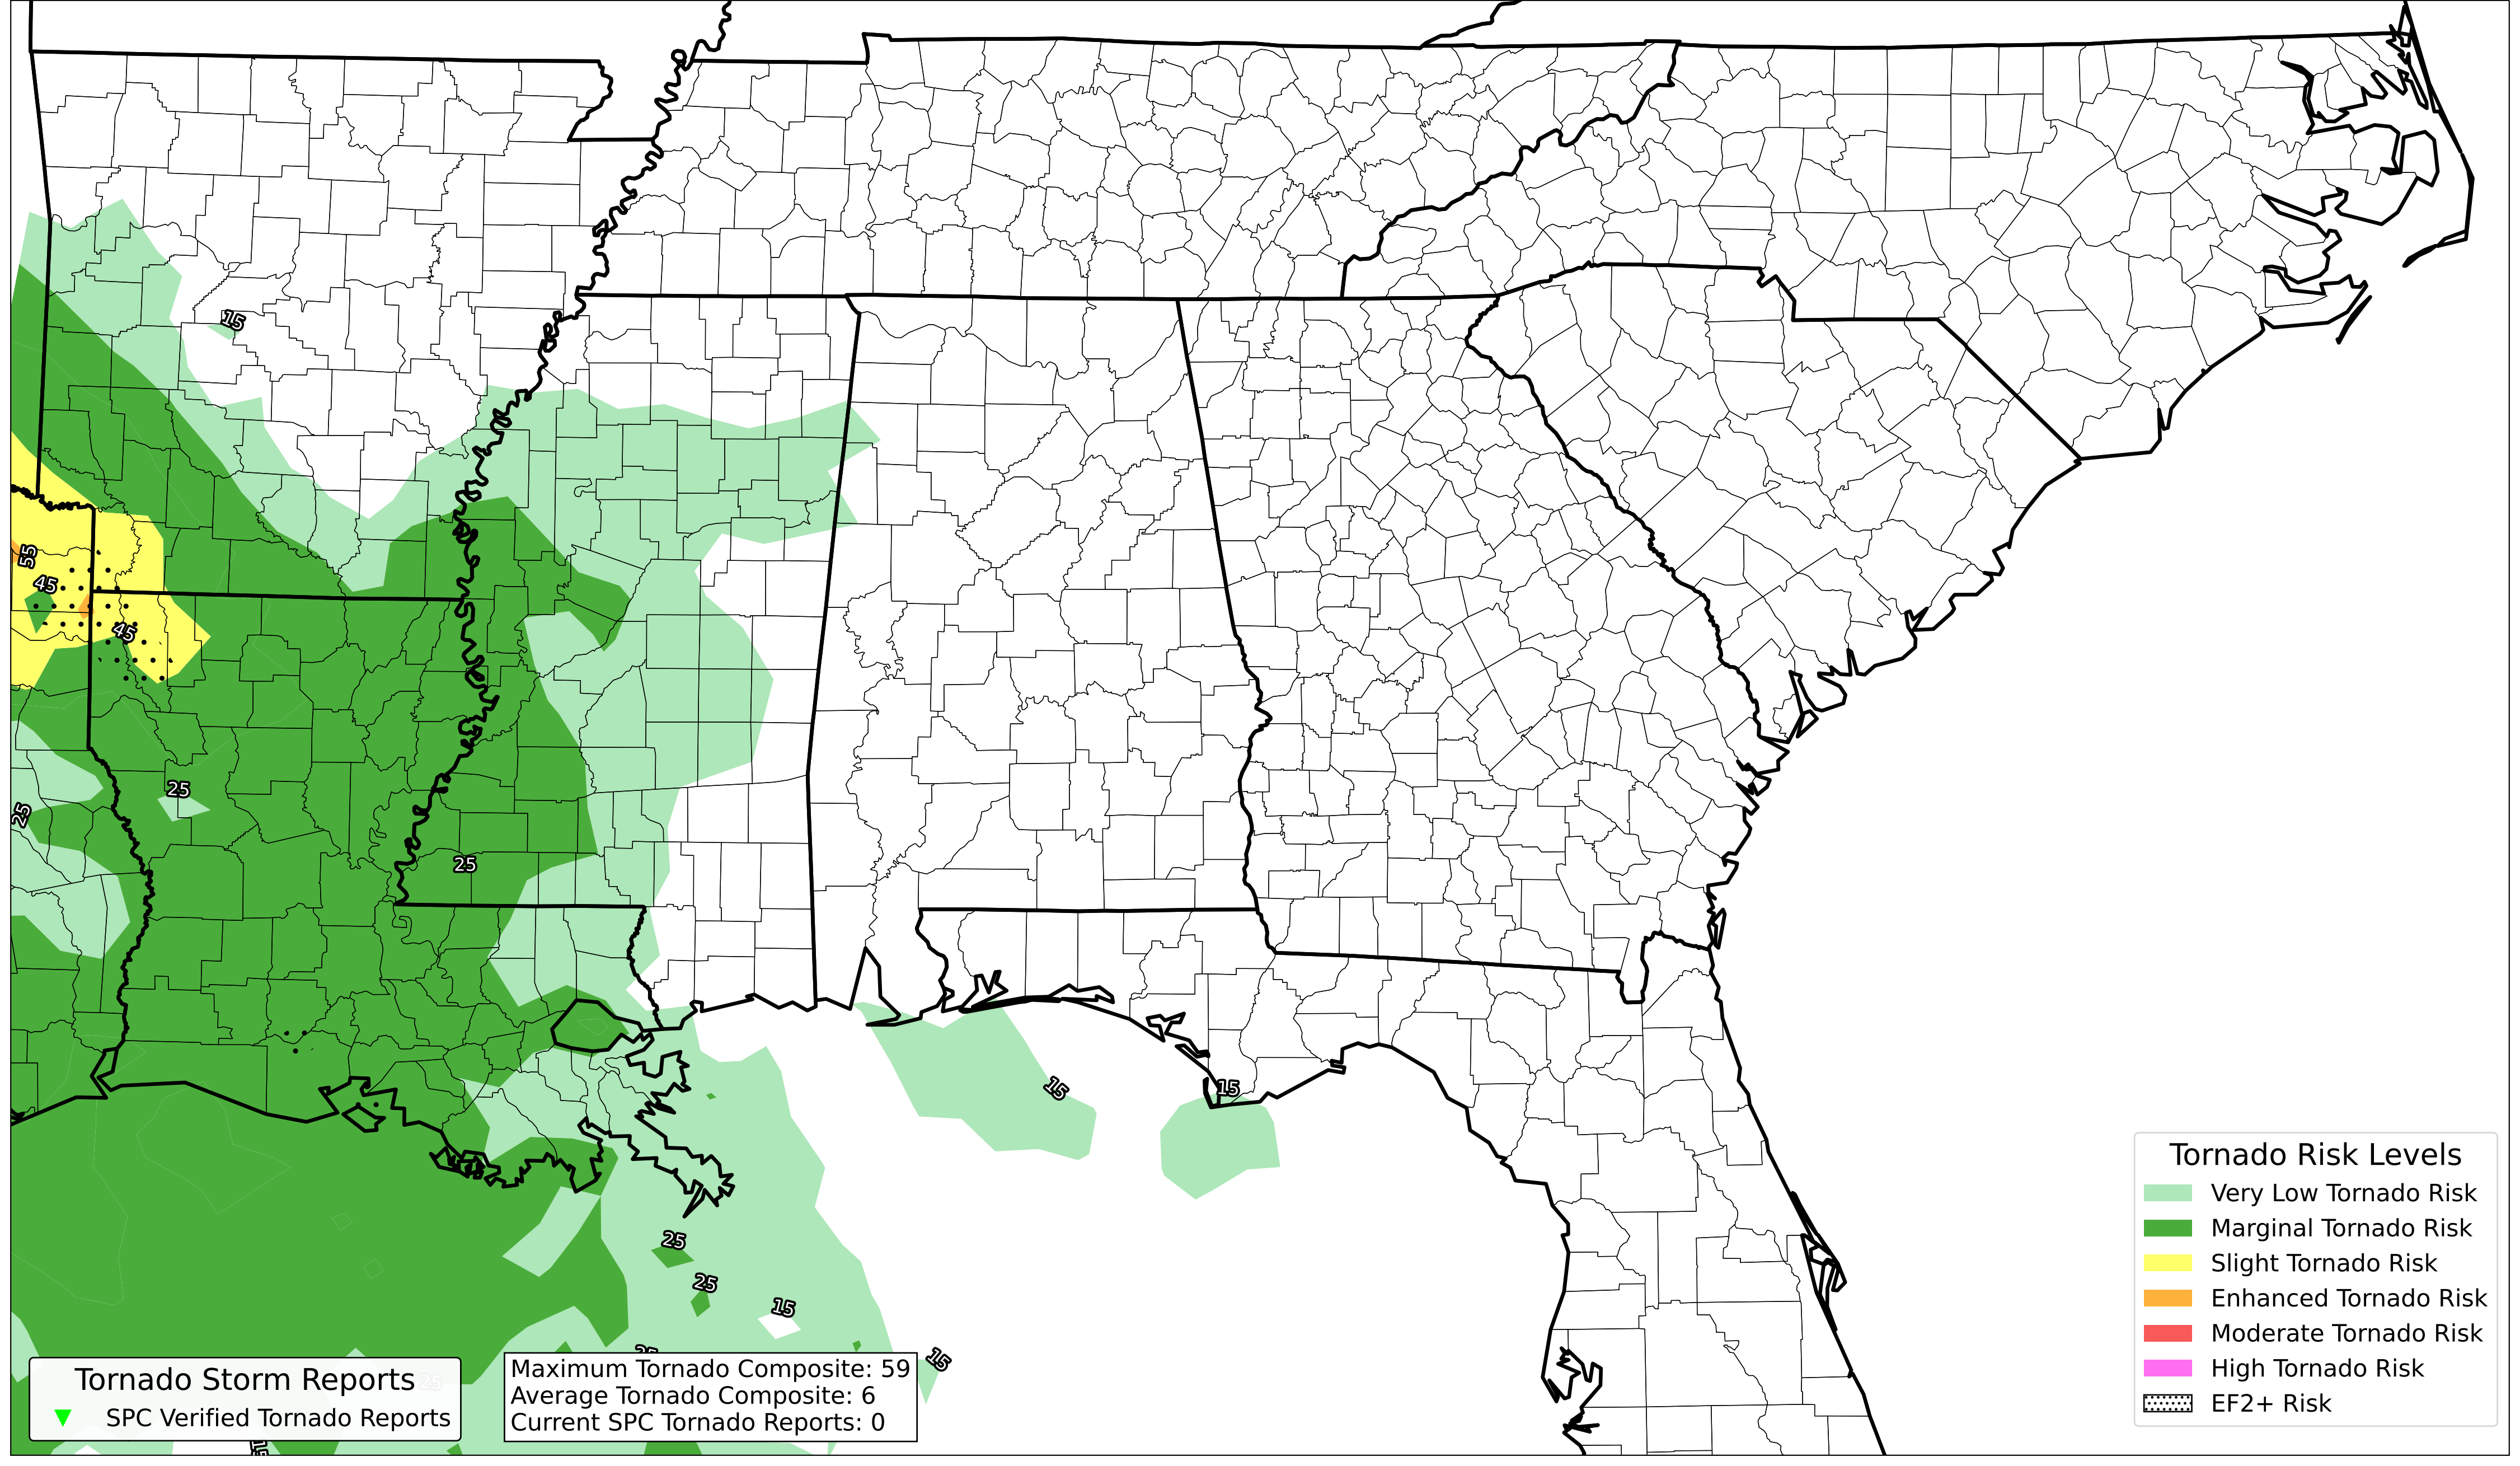 15
55
45
45
25
25
25
15
15
25
25
15
25
15
25
15
Tornado Storm Reports
SPC Verified Tornado Reports
Maximum Tornado Composite: 59
Average Tornado Composite: 6
Current SPC Tornado Reports: 0
Tornado Risk Levels
Very Low Tornado Risk
Marginal Tornado Risk
Slight Tornado Risk
Enhanced Tornado Risk
Moderate Tornado Risk
High Tornado Risk
EF2+ Risk